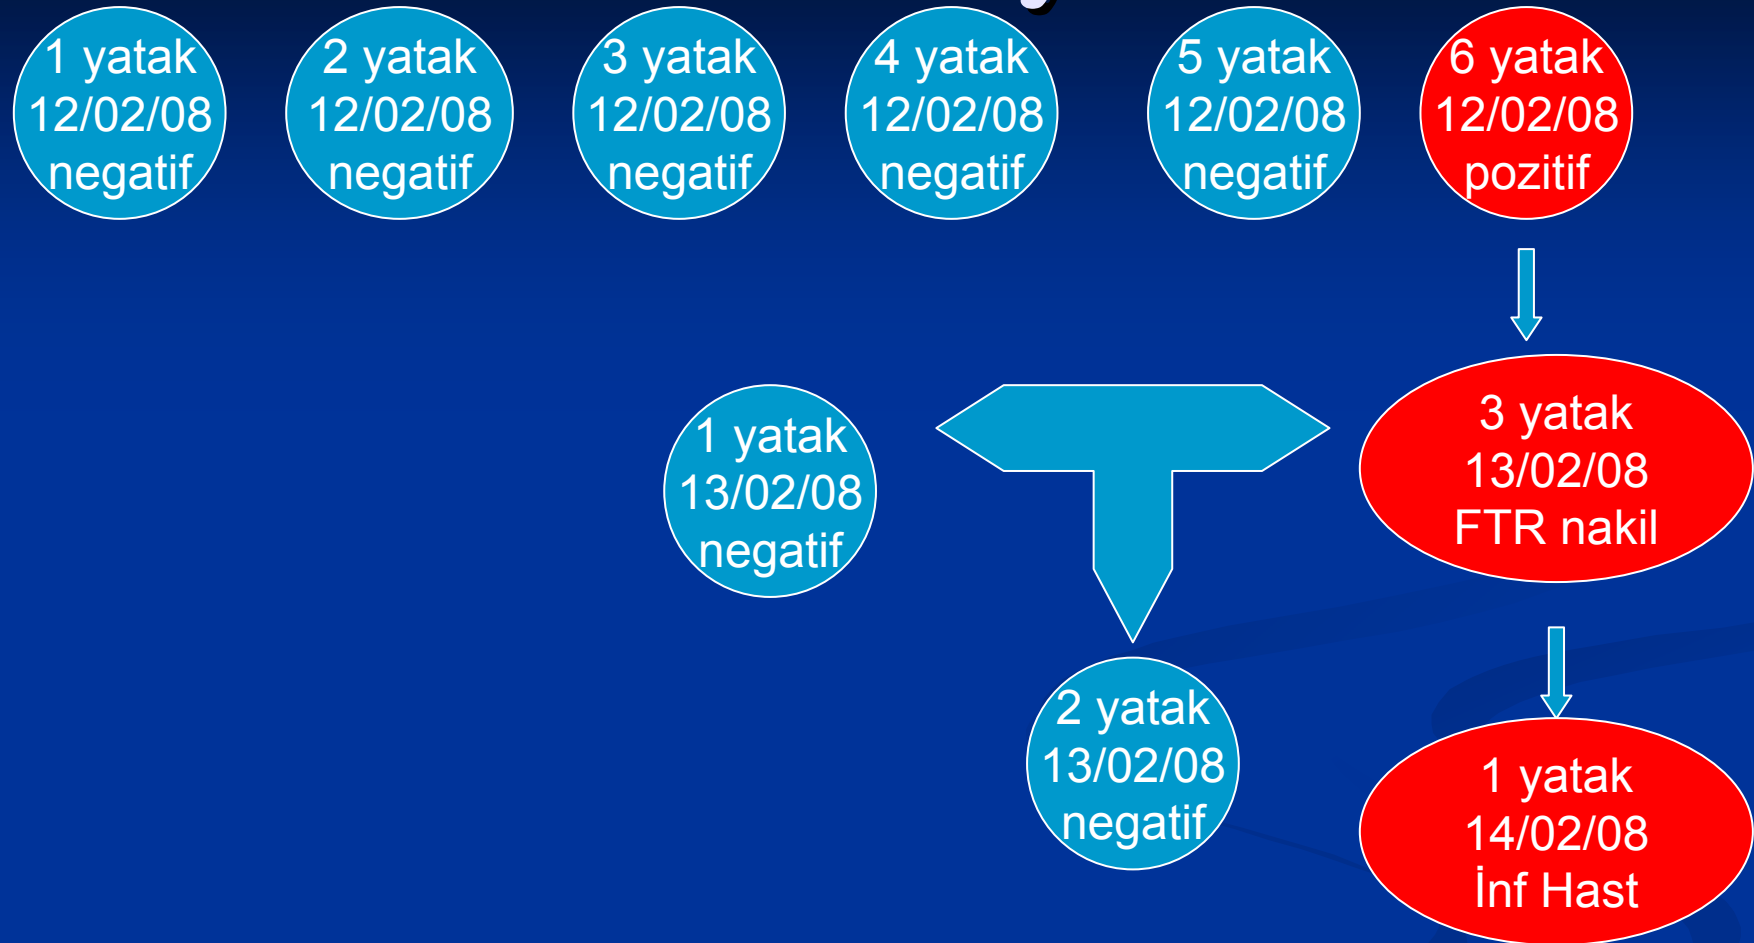 1 yatak
12/02/08
negatif
2 yatak
12/02/08
negatif
3 yatak
12/02/08
negatif
4 yatak
12/02/08
negatif
5 yatak
12/02/08
negatif
6 yatak
12/02/08
pozitif
1 yatak
13/02/08
negatif
3 yatak
13/02/08
FTR nakil
2 yatak
13/02/08
negatif
1 yatak
14/02/08
İnf Hast